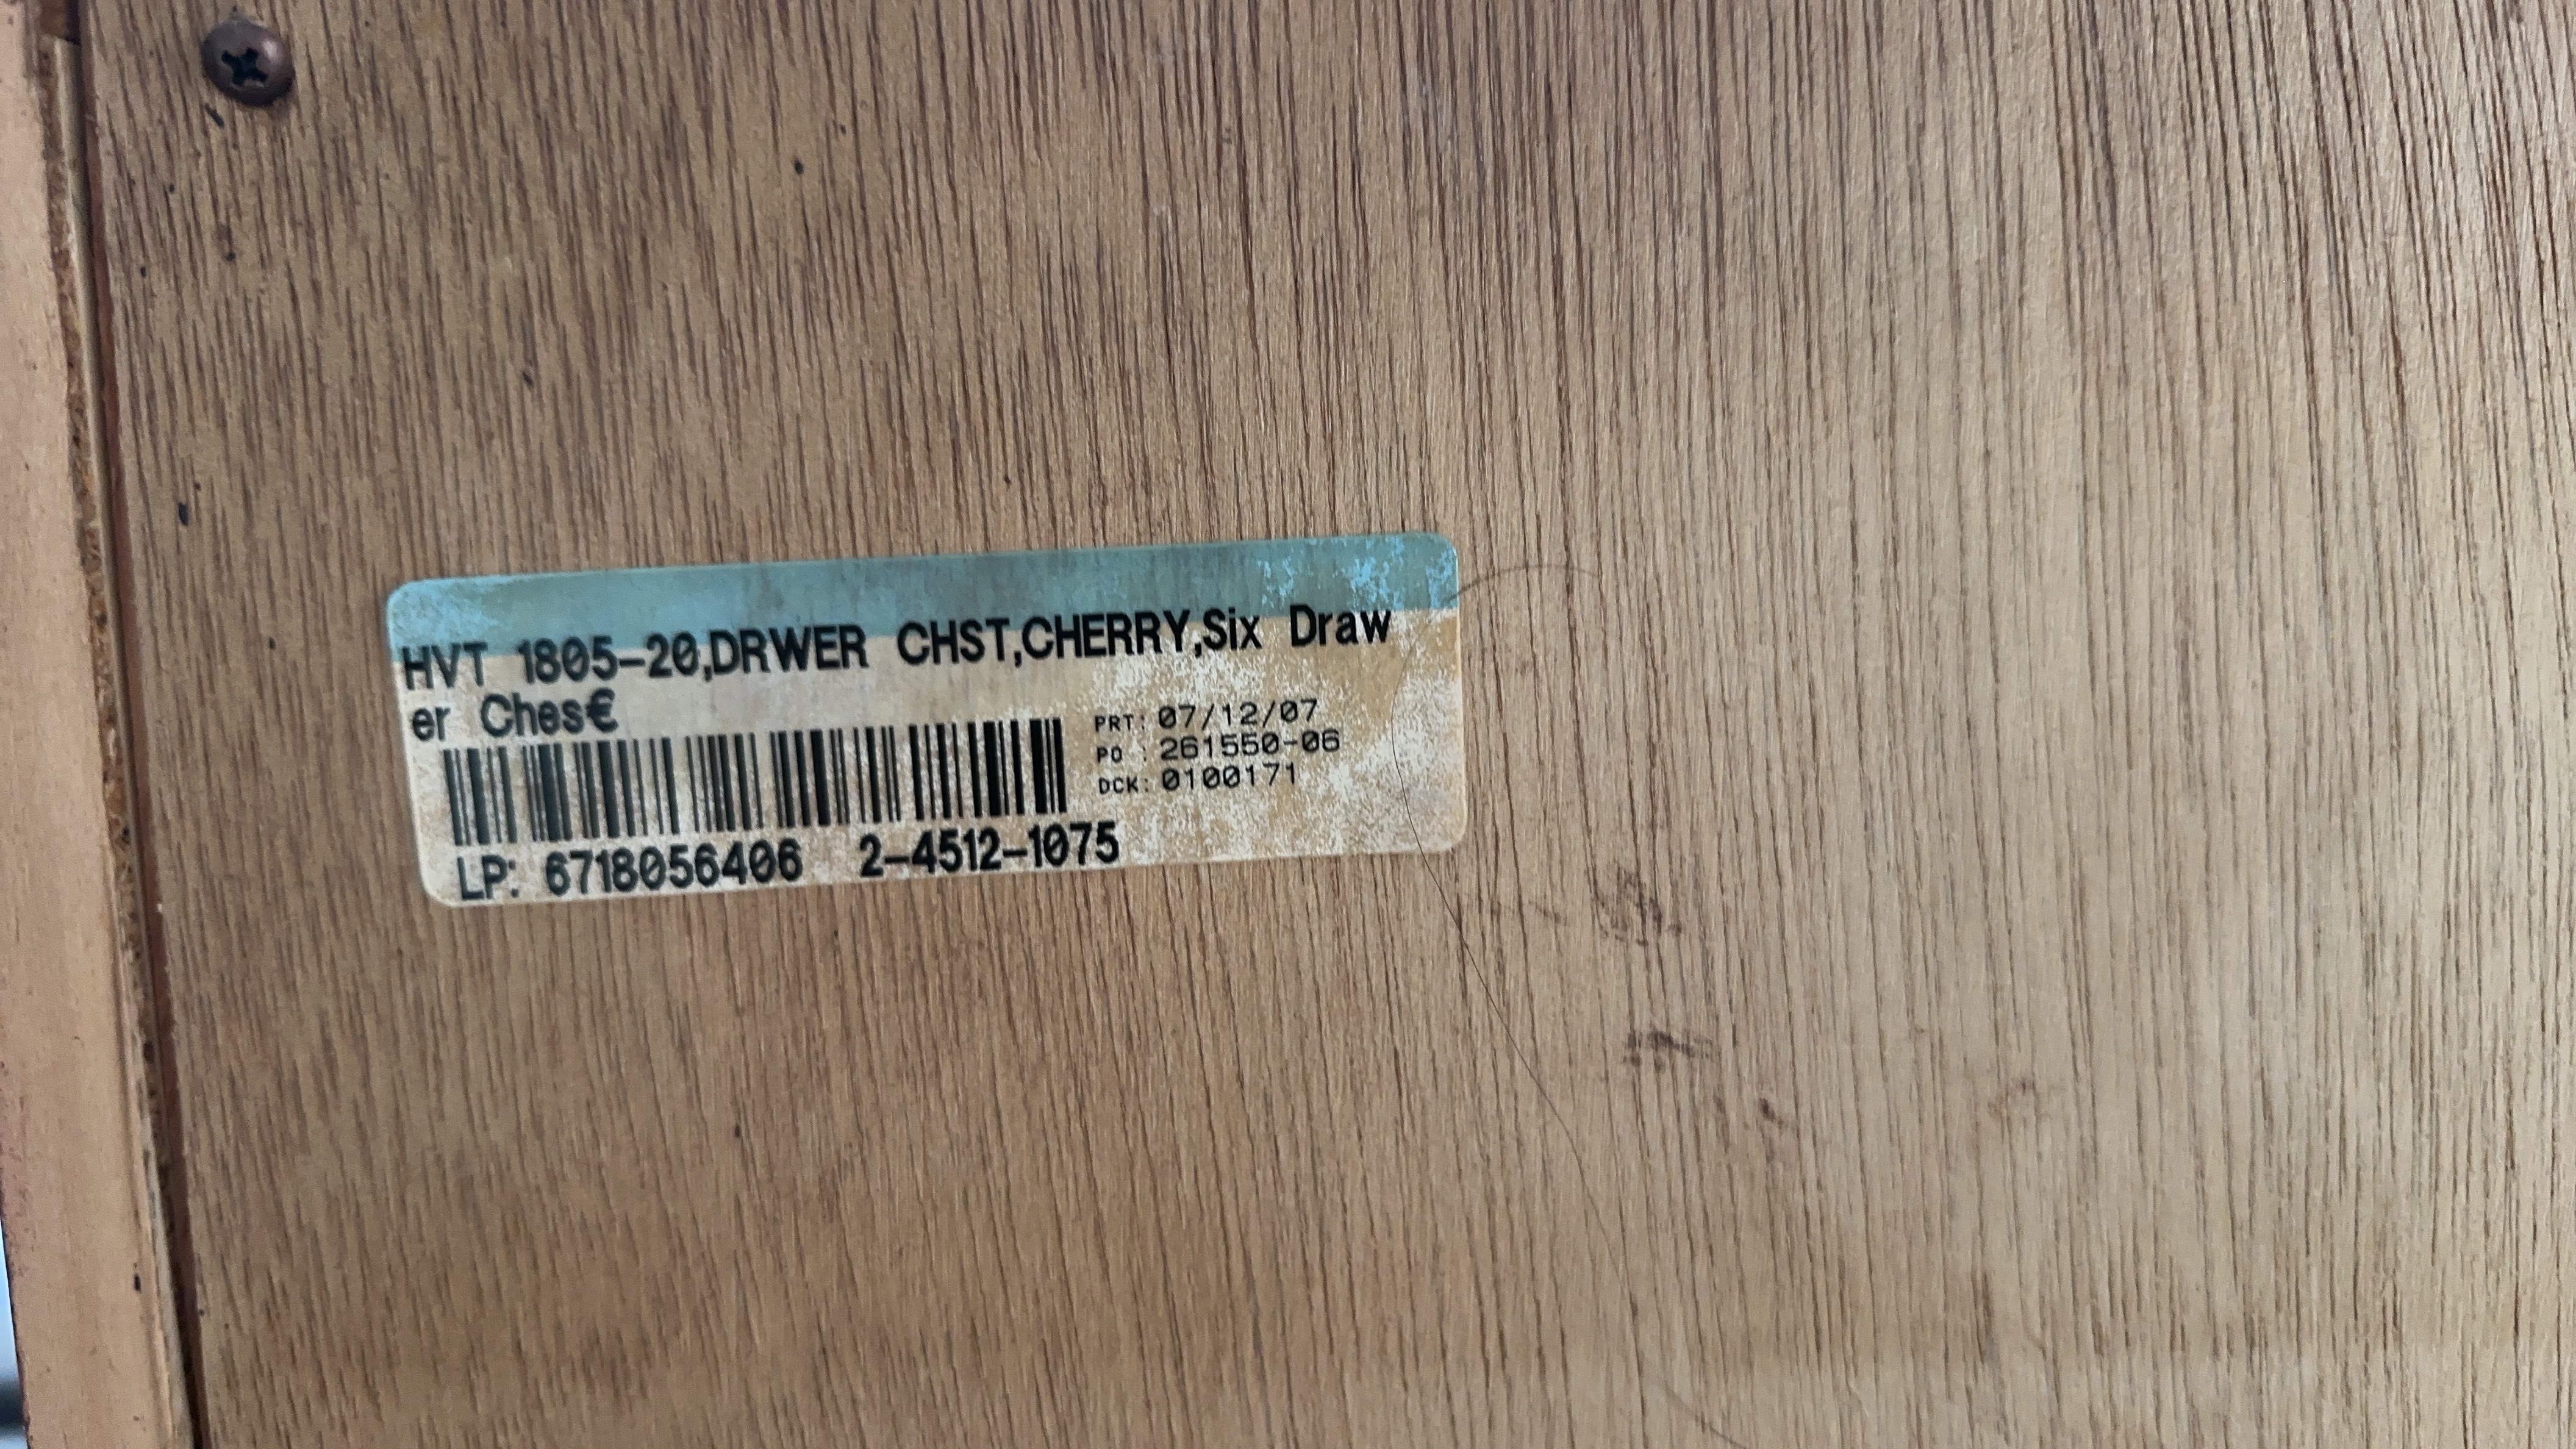 HVT 1805-20,DRWER CHST,CHERRY,Six Draw
er Ches€
PRT: 07/12/07
PO : 261550-06
DCK: 0100171
LP: 6718056406 2-4512-1075